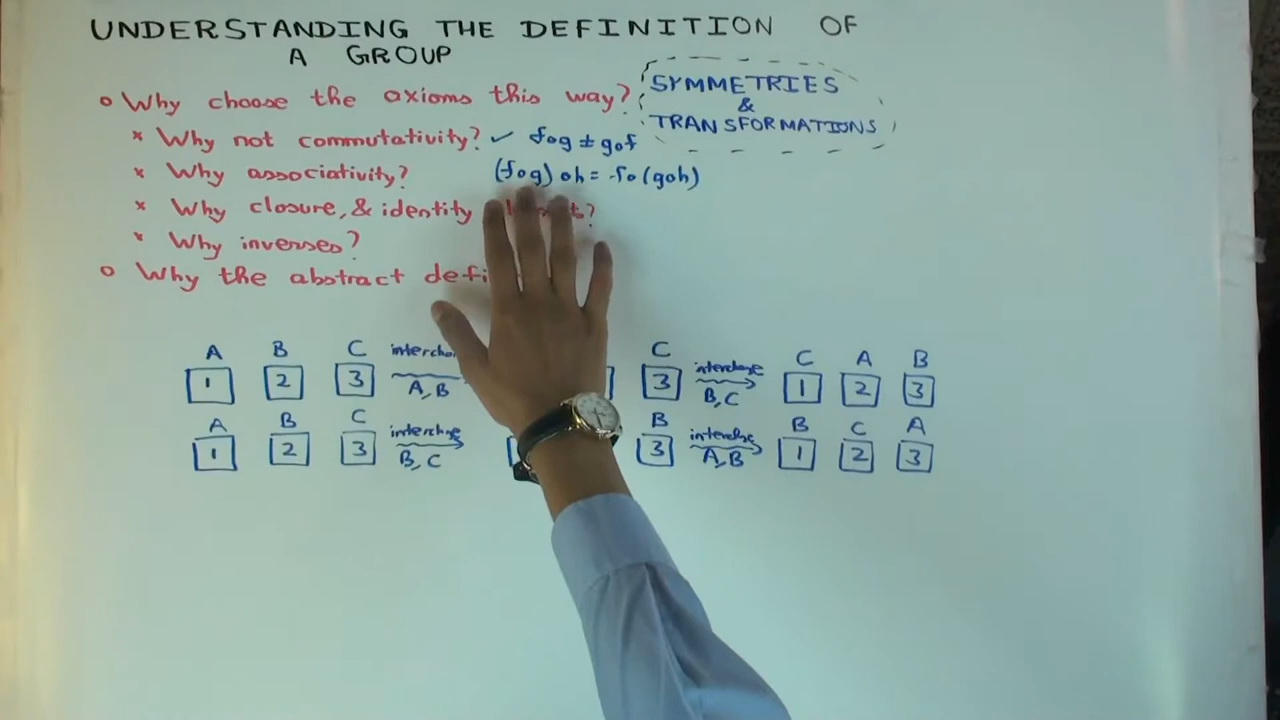 UNDERSTANDING THE DEFINITION OF
A GROUP
○ Why choose the axioms this way?
SYMMETRIES
&
TRANSFORMATIONS
* Why not commutativity? ✓ fog ≠ gof
* Why associativity? (fog) oh = fo (goh)
* Why closure, & identity ?
* Why inverses?
○ Why the abstract
A B C C C A B
1 2 3 A, B 3 interchange B, C 1 2 3
A B C B B C A
1 2 3 B, C 3 A, B 1 2 3